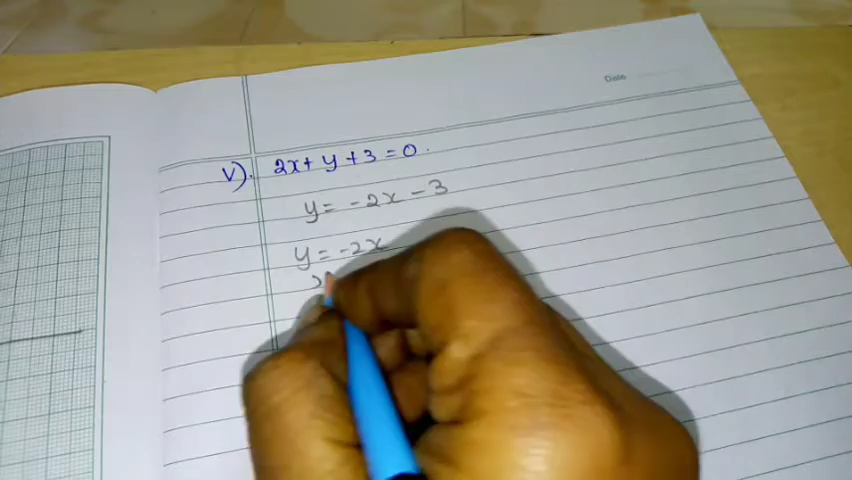 Date
V). 2x + y + 3 = 0.
y = -2x - 3
y = -2x
x